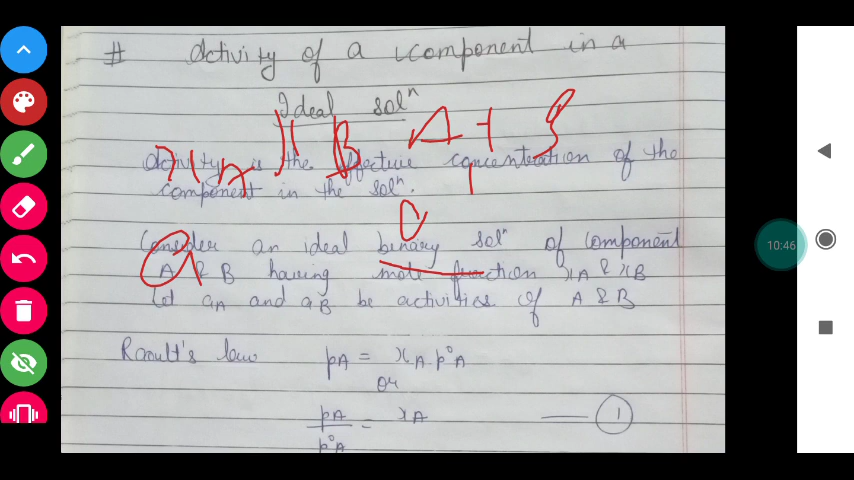 # Activity of a component in a
Ideal solⁿ
Activity is the effective concentration of the
component in the solⁿ.
Consider an ideal binary solⁿ of component
A & B having mole fraction xA & xB
Let aA and aB be activities of A & B
Raoult's law pA = xA . p°A
or
pA / p°A = xA — 1
10:46